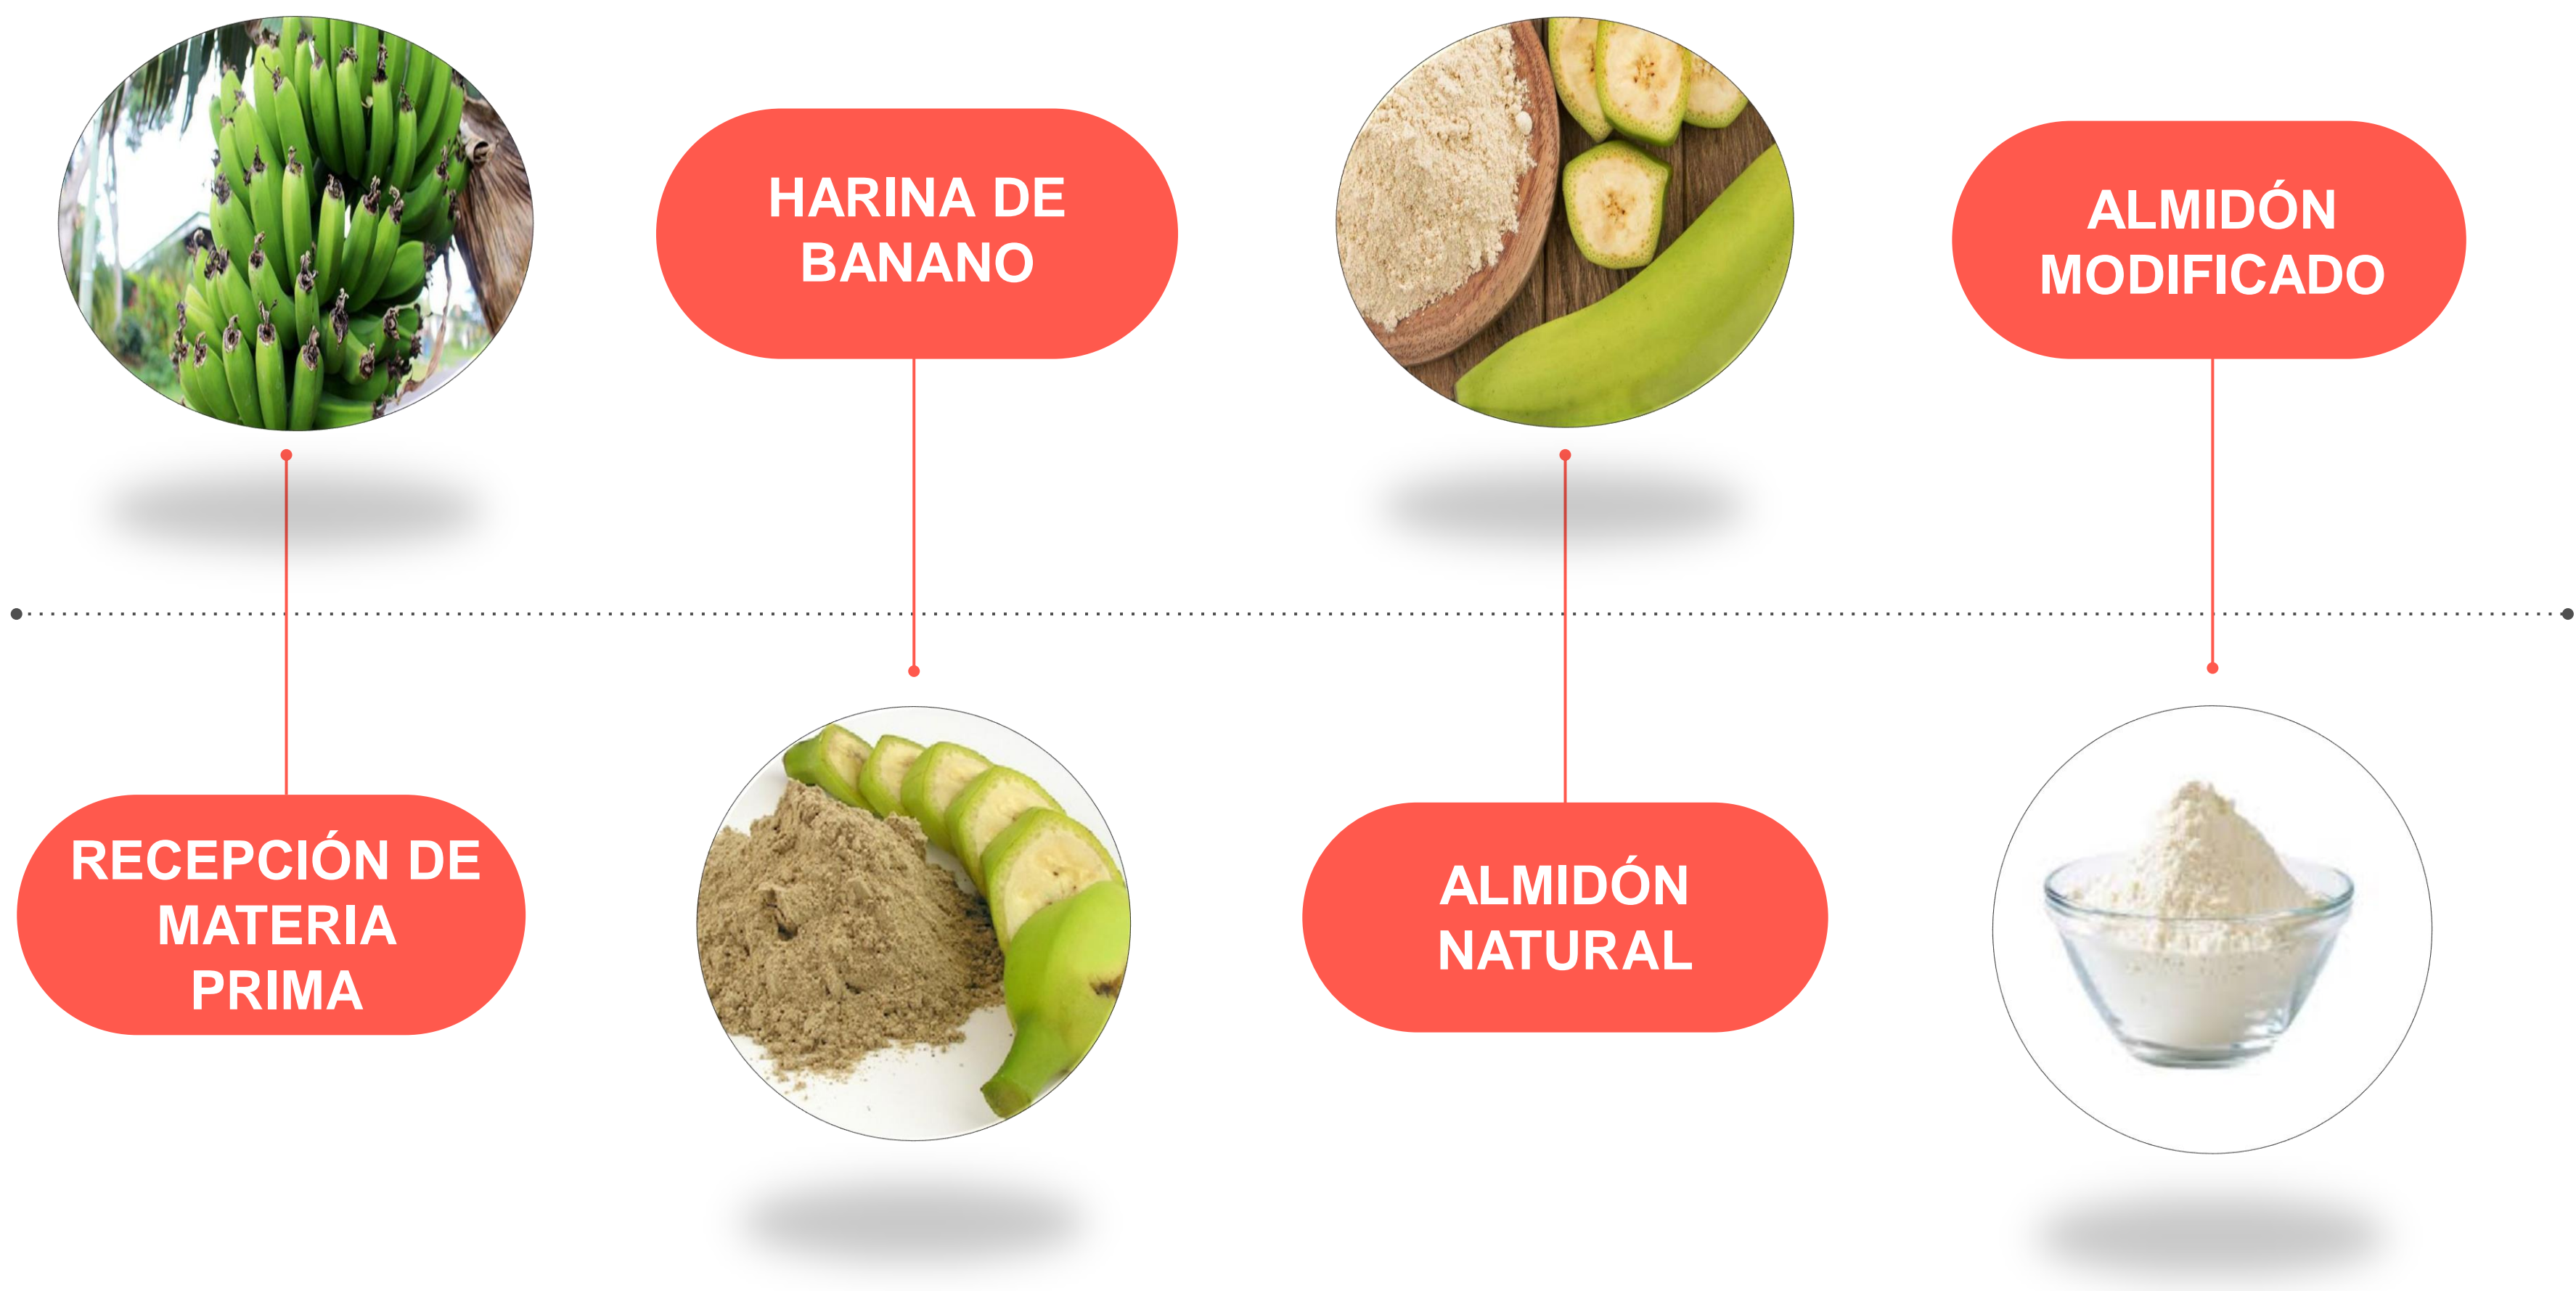 RECEPCIÓN DE
MATERIA
PRIMA
HARINA DE
BANANO
ALMIDÓN
NATURAL
ALMIDÓN
MODIFICADO